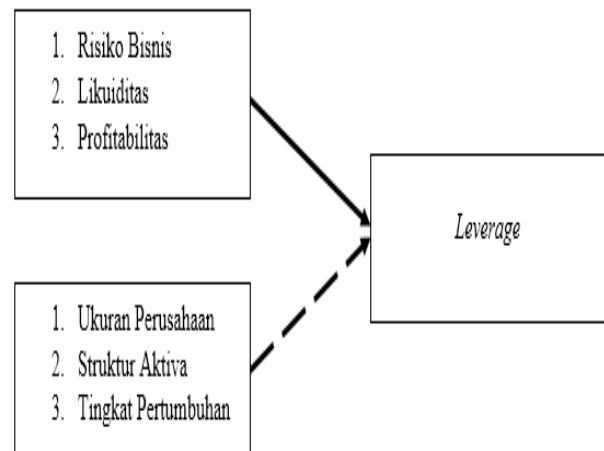 1. Risiko Bisnis
2. Likuiditas
3. Profitabilitas
Leverage
1. Ukuran Perusahaan
2. Struktur Aktiva
3. Tingkat Pertumbuhan